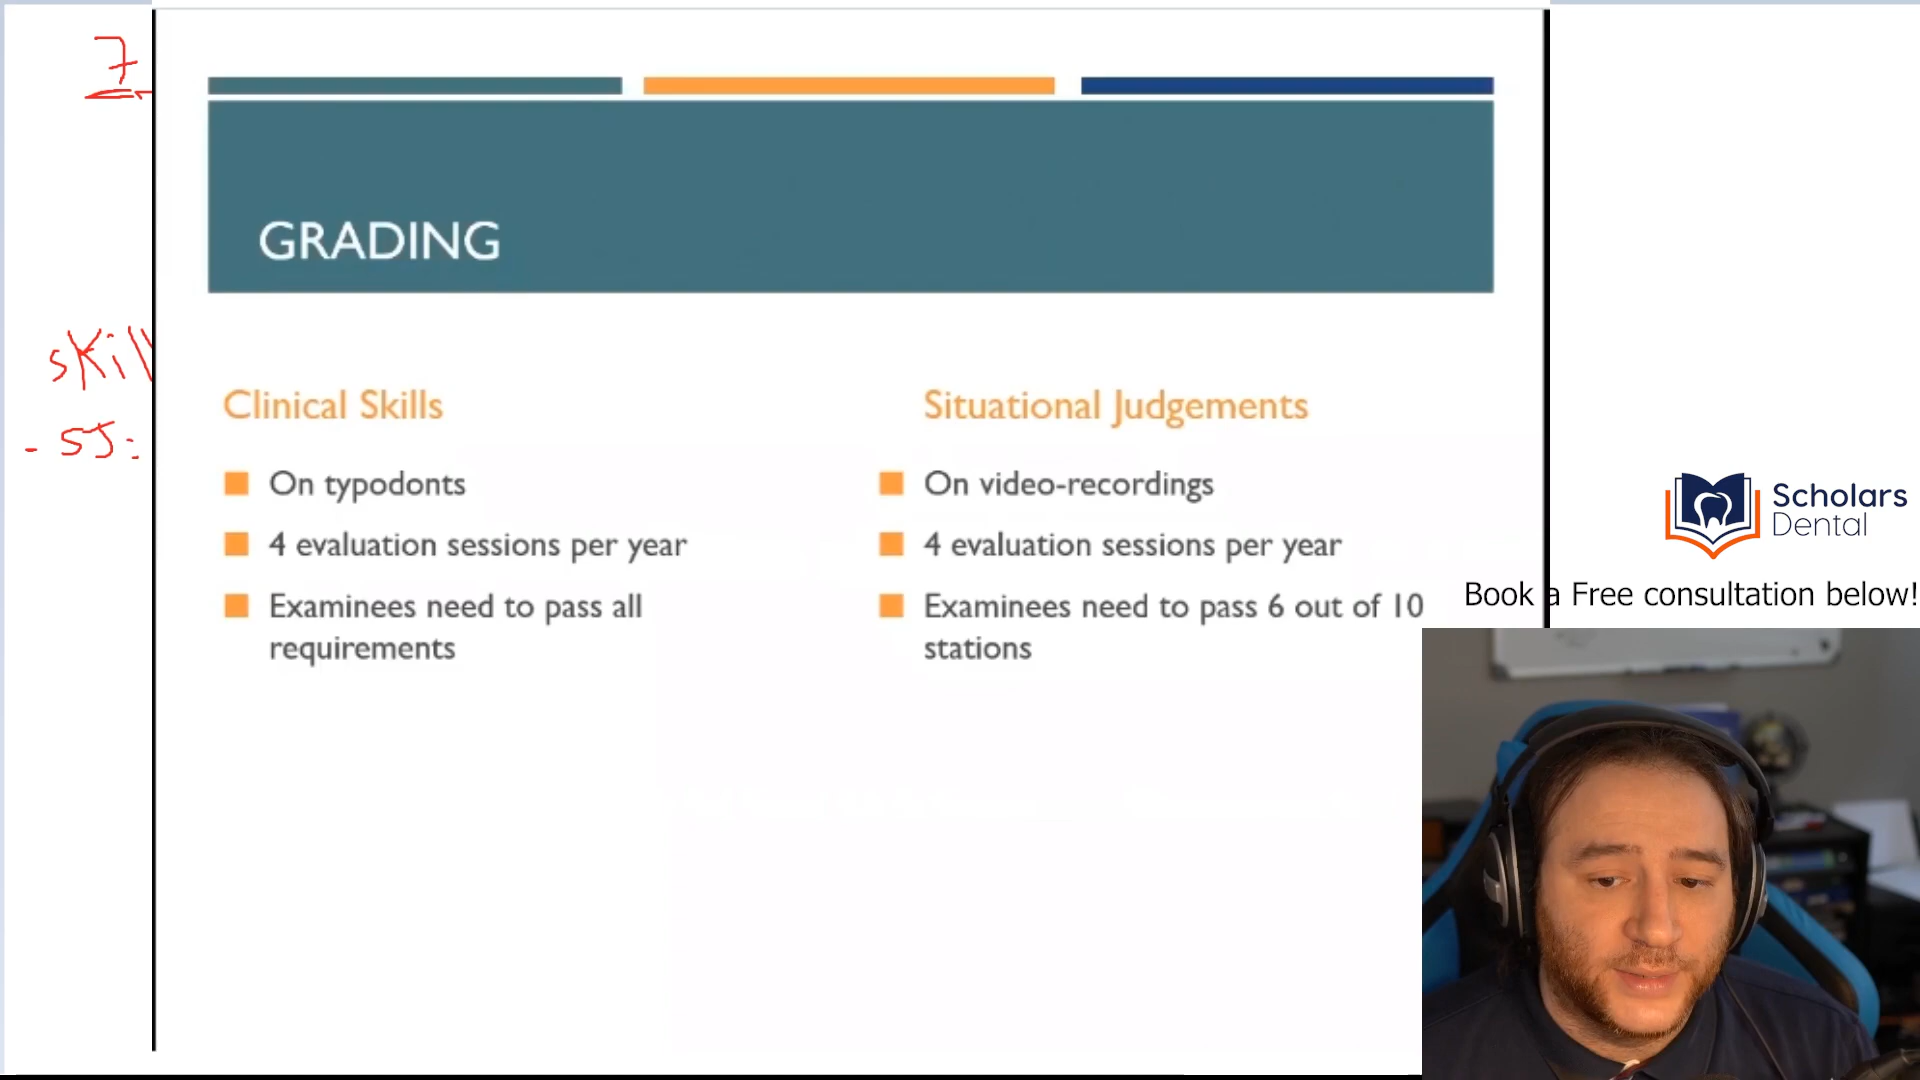 7
GRADING
skill
- SJ:
Clinical Skills
On typodonts
4 evaluation sessions per year
Examinees need to pass all
requirements
Situational Judgements
On video-recordings
4 evaluation sessions per year
Examinees need to pass 6 out of 10
stations
Scholars
Dental
Book a Free consultation below!